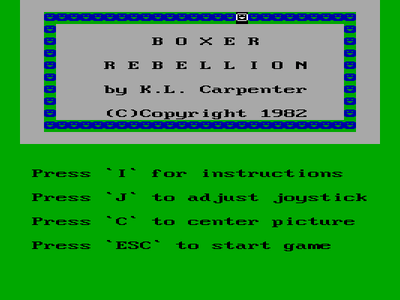 B O X E R
R E B E L L I O N
by K.L. Carpenter
(C)Copyright 1982
Press `I` for instructions
Press `J` to adjust joystick
Press `C` to center picture
Press `ESC` to start game